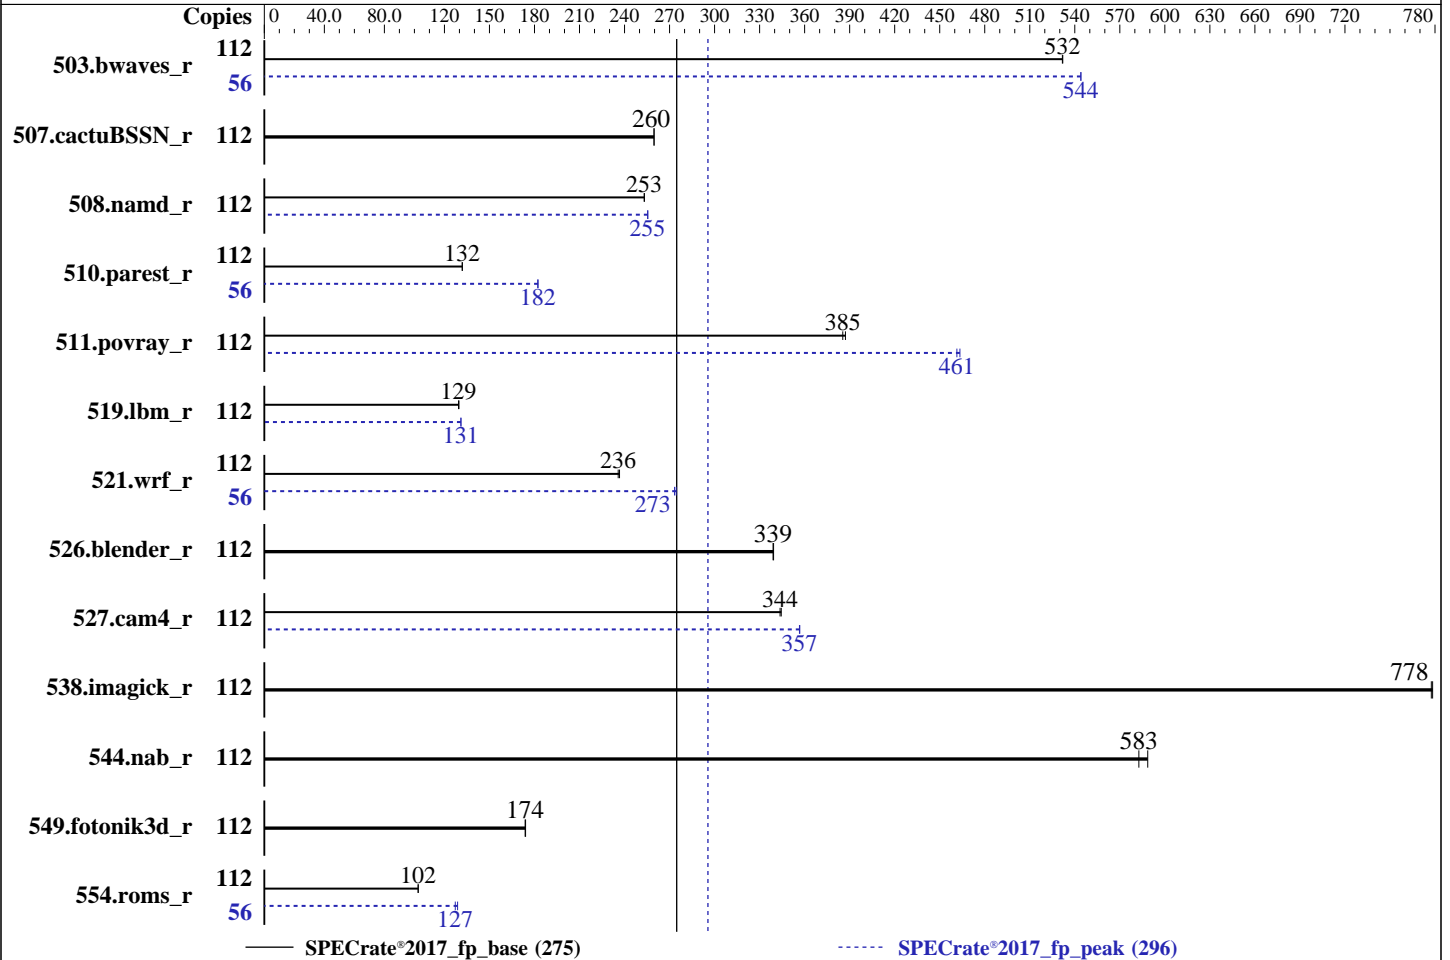 Copies 0 40.0 80.0 120 150 180 210 240 270 300 330 360 390 420 450 480 510 540 570 600 630 660 690 720 780
503.bwaves_r 112 532
56 544
507.cactuBSSN_r 112 260
508.namd_r 112 253
255
510.parest_r 112 132
56 182
511.povray_r 112 385
461
519.lbm_r 112 129
131
521.wrf_r 112 236
56 273
526.blender_r 112 339
527.cam4_r 112 344
357
538.imagick_r 112 778
544.nab_r 112 583
549.fotonik3d_r 112 174
554.roms_r 112 102
56 127
SPECrate®2017_fp_base (275) SPECrate®2017_fp_peak (296)